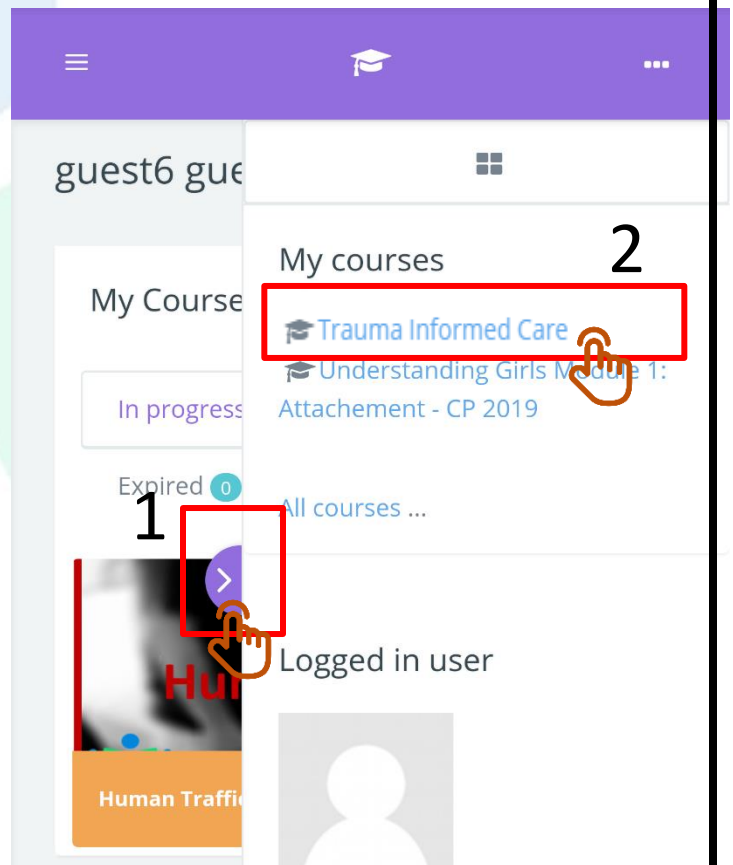 guest6 gue
My courses
2
My Course
Trauma Informed Care
Understanding Girls Module 1:
In progress
Attachement - CP 2019
Expired 0
1
All courses ...
Hu
Logged in user
Human Traffi